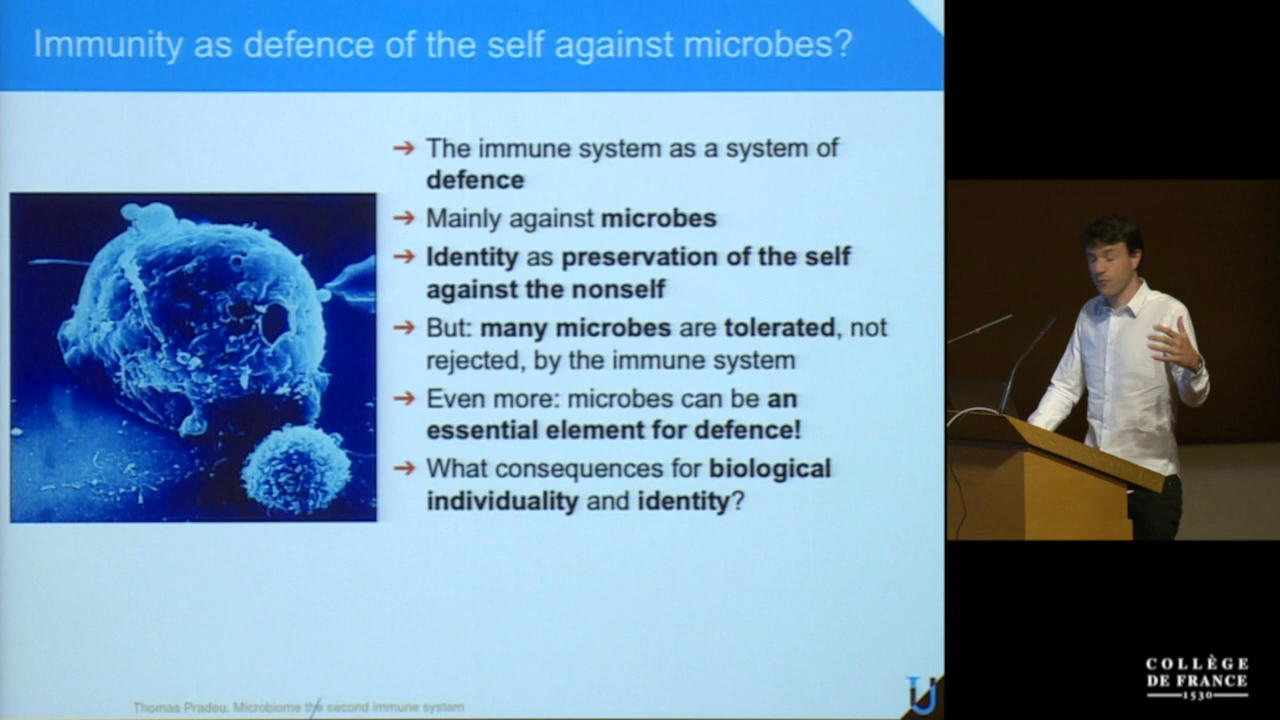 Immunity as defence of the self against microbes?
➔ The immune system as a system of
defence
➔ Mainly against microbes
➔ Identity as preservation of the self
against the nonself
➔ But: many microbes are tolerated, not
rejected, by the immune system
➔ Even more: microbes can be an
essential element for defence!
➔ What consequences for biological
individuality and identity?
Thomas Pradeu, Microbiome the second immune system
U
COLLÈGE
DE FRANCE
1530